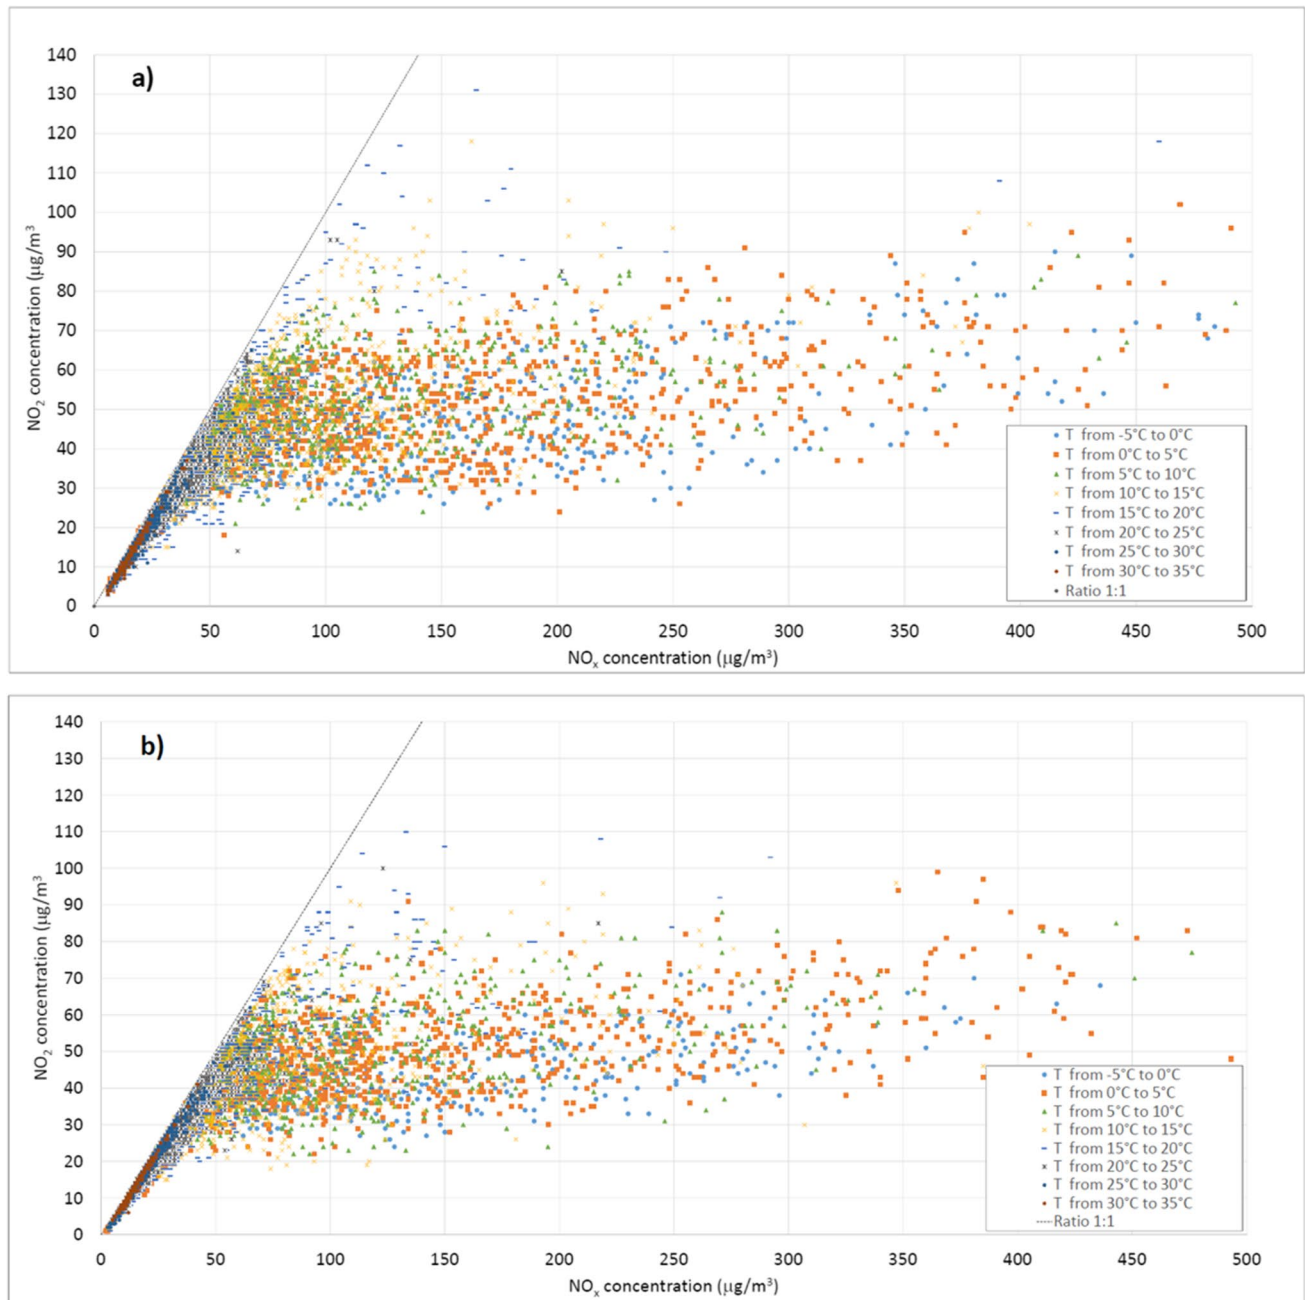 a)
140
130
120
110
100
90
80
70
60
50
40
30
20
10
0
NO₂ concentration (µg/m³)
0 50 100 150 200 250 300 350 400 450 500
NOₓ concentration (µg/m³)
T from -5°C to 0°C
T from 0°C to 5°C
T from 5°C to 10°C
T from 10°C to 15°C
T from 15°C to 20°C
T from 20°C to 25°C
T from 25°C to 30°C
T from 30°C to 35°C
Ratio 1:1
b)
140
130
120
110
100
90
80
70
60
50
40
30
20
10
0
NO₂ concentration (µg/m³)
0 50 100 150 200 250 300 350 400 450 500
NOₓ concentration (µg/m³)
T from -5°C to 0°C
T from 0°C to 5°C
T from 5°C to 10°C
T from 10°C to 15°C
T from 15°C to 20°C
T from 20°C to 25°C
T from 25°C to 30°C
T from 30°C to 35°C
Ratio 1:1